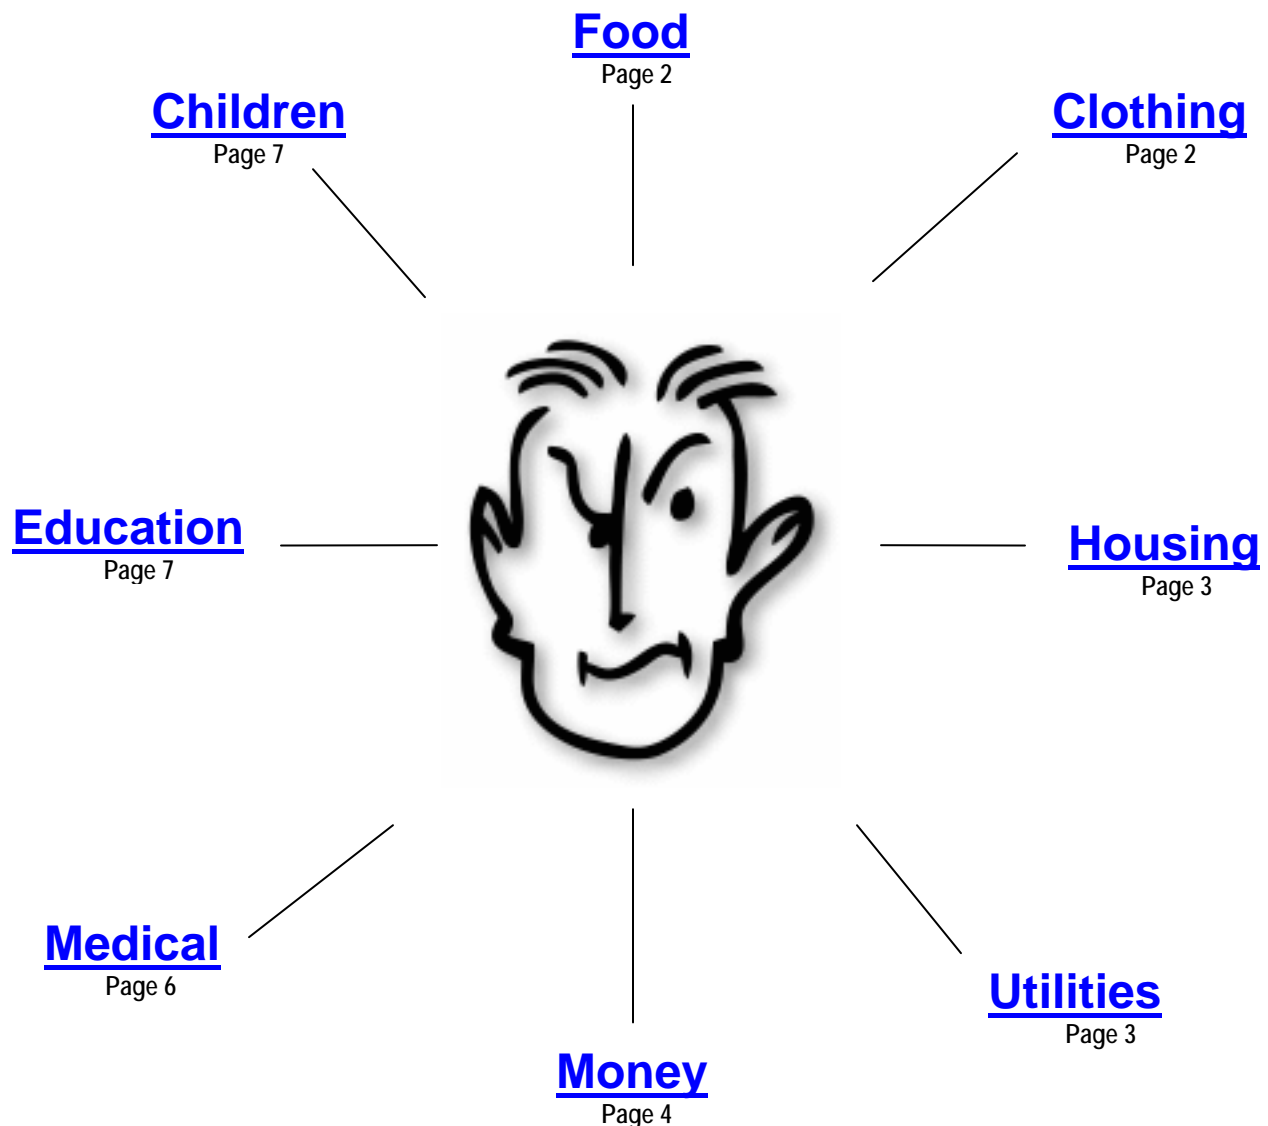 Food
Page 2
Children
Page 7
Clothing
Page 2
Education
Page 7
Housing
Page 3
Medical
Page 6
Utilities
Page 3
Money
Page 4